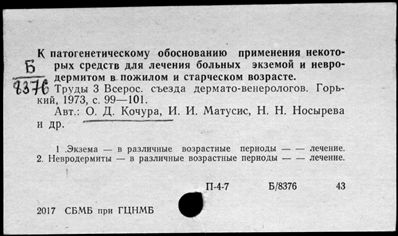 К патогенетическому обоснованию применения некото-
рых средств для лечения больных экземой и невро-
дермитом в пожилом и старческом возрасте.
Б
8376
Труды 3 Всерос. съезда дермато-венерологов. Горь-
кий, 1973, с. 99—101.
Авт.: О. Д. Кочура, И. И. Матусис, Н. Н. Носырева
и др.
1 .Экзема — в различные возрастные периоды — — лечение.
2. Невродермиты — в различные возрастные периоды — — лечение.
П-4-7 Б/8376 43
2017 СБМБ при ГЦНМБ